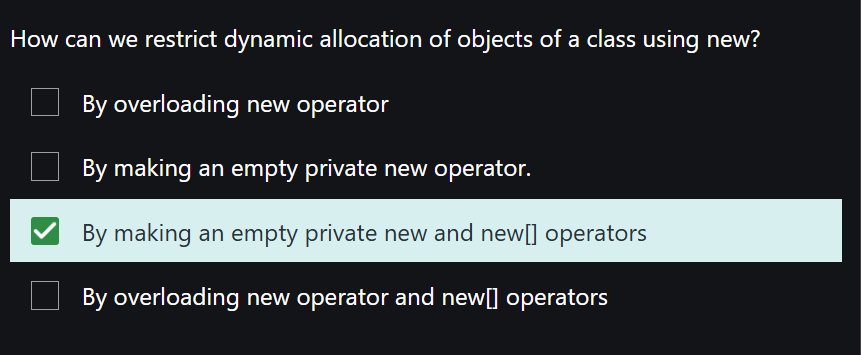 How can we restrict dynamic allocation of objects of a class using new?
By overloading new operator
By making an empty private new operator.
By making an empty private new and new[] operators
By overloading new operator and new[] operators